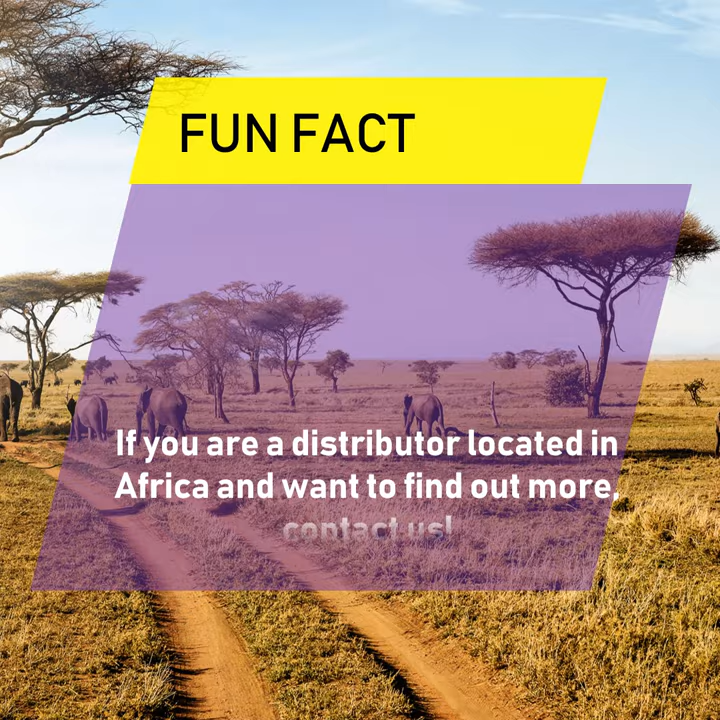 FUN FACT
If you are a distributor located in
Africa and want to find out more,
contact us!